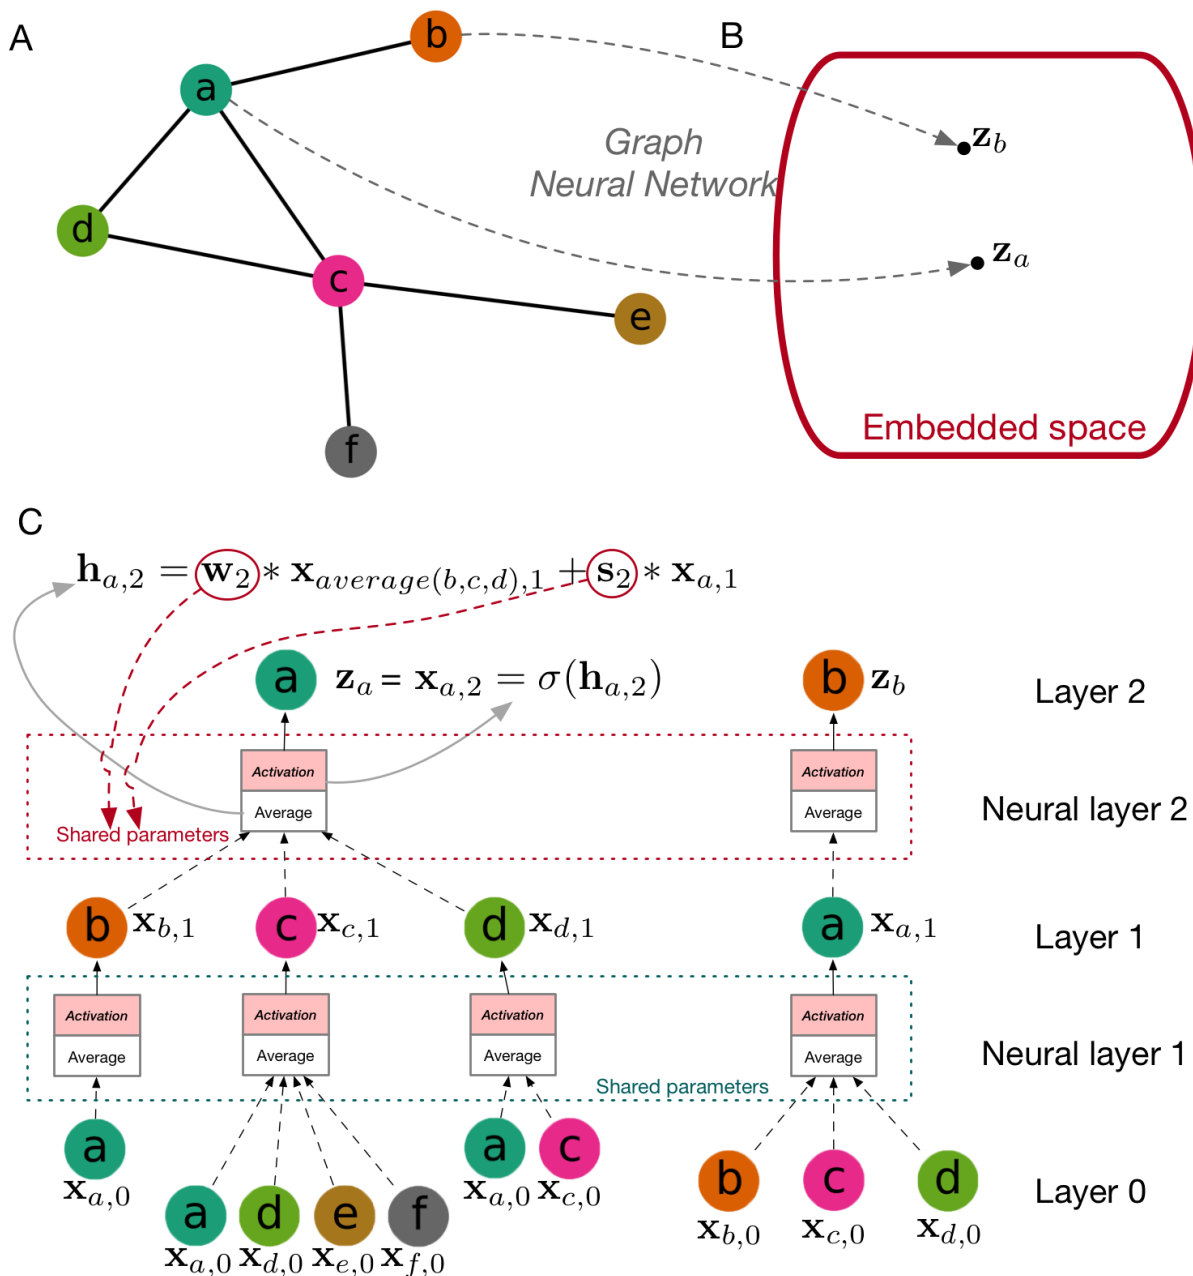 A
B
b
a
d
c
e
f
Graph
Neural Network
z_b
z_a
Embedded space
C
h_{a,2} = w_2 * x_{average(b,c,d),1} + s_2 * x_{a,1}
a z_a = x_{a,2} = σ(h_{a,2})
b z_b
Layer 2
Activation
Average
Activation
Average
Neural layer 2
Shared parameters
b x_{b,1}
c x_{c,1}
d x_{d,1}
a x_{a,1}
Layer 1
Activation
Average
Activation
Average
Activation
Average
Activation
Average
Neural layer 1
Shared parameters
a
x_{a,0}
a
x_{a,0}
d
x_{d,0}
e
x_{e,0}
f
x_{f,0}
a
x_{a,0}
c
x_{c,0}
b
x_{b,0}
c
x_{c,0}
d
x_{d,0}
Layer 0